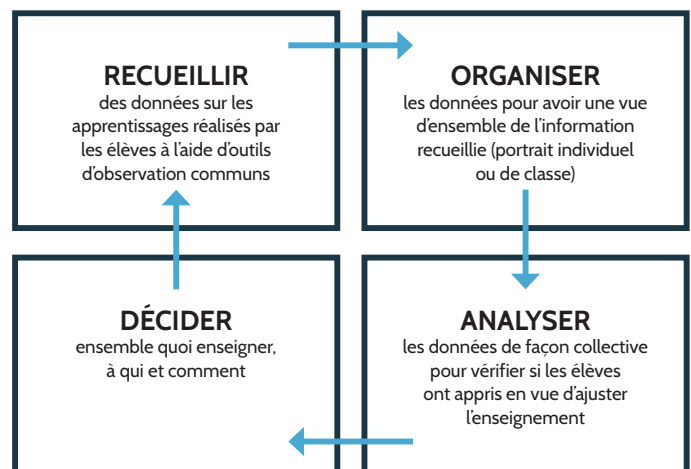 RECUEILLIR
des données sur les
apprentissages réalisés par
les élèves à l'aide d'outils
d'observation communs
ORGANISER
les données pour avoir une vue
d'ensemble de l'information
recueillie (portrait individuel
ou de classe)
DÉCIDER
ensemble quoi enseigner,
à qui et comment
ANALYSER
les données de façon collective
pour vérifier si les élèves
ont appris en vue d'ajuster
l'enseignement